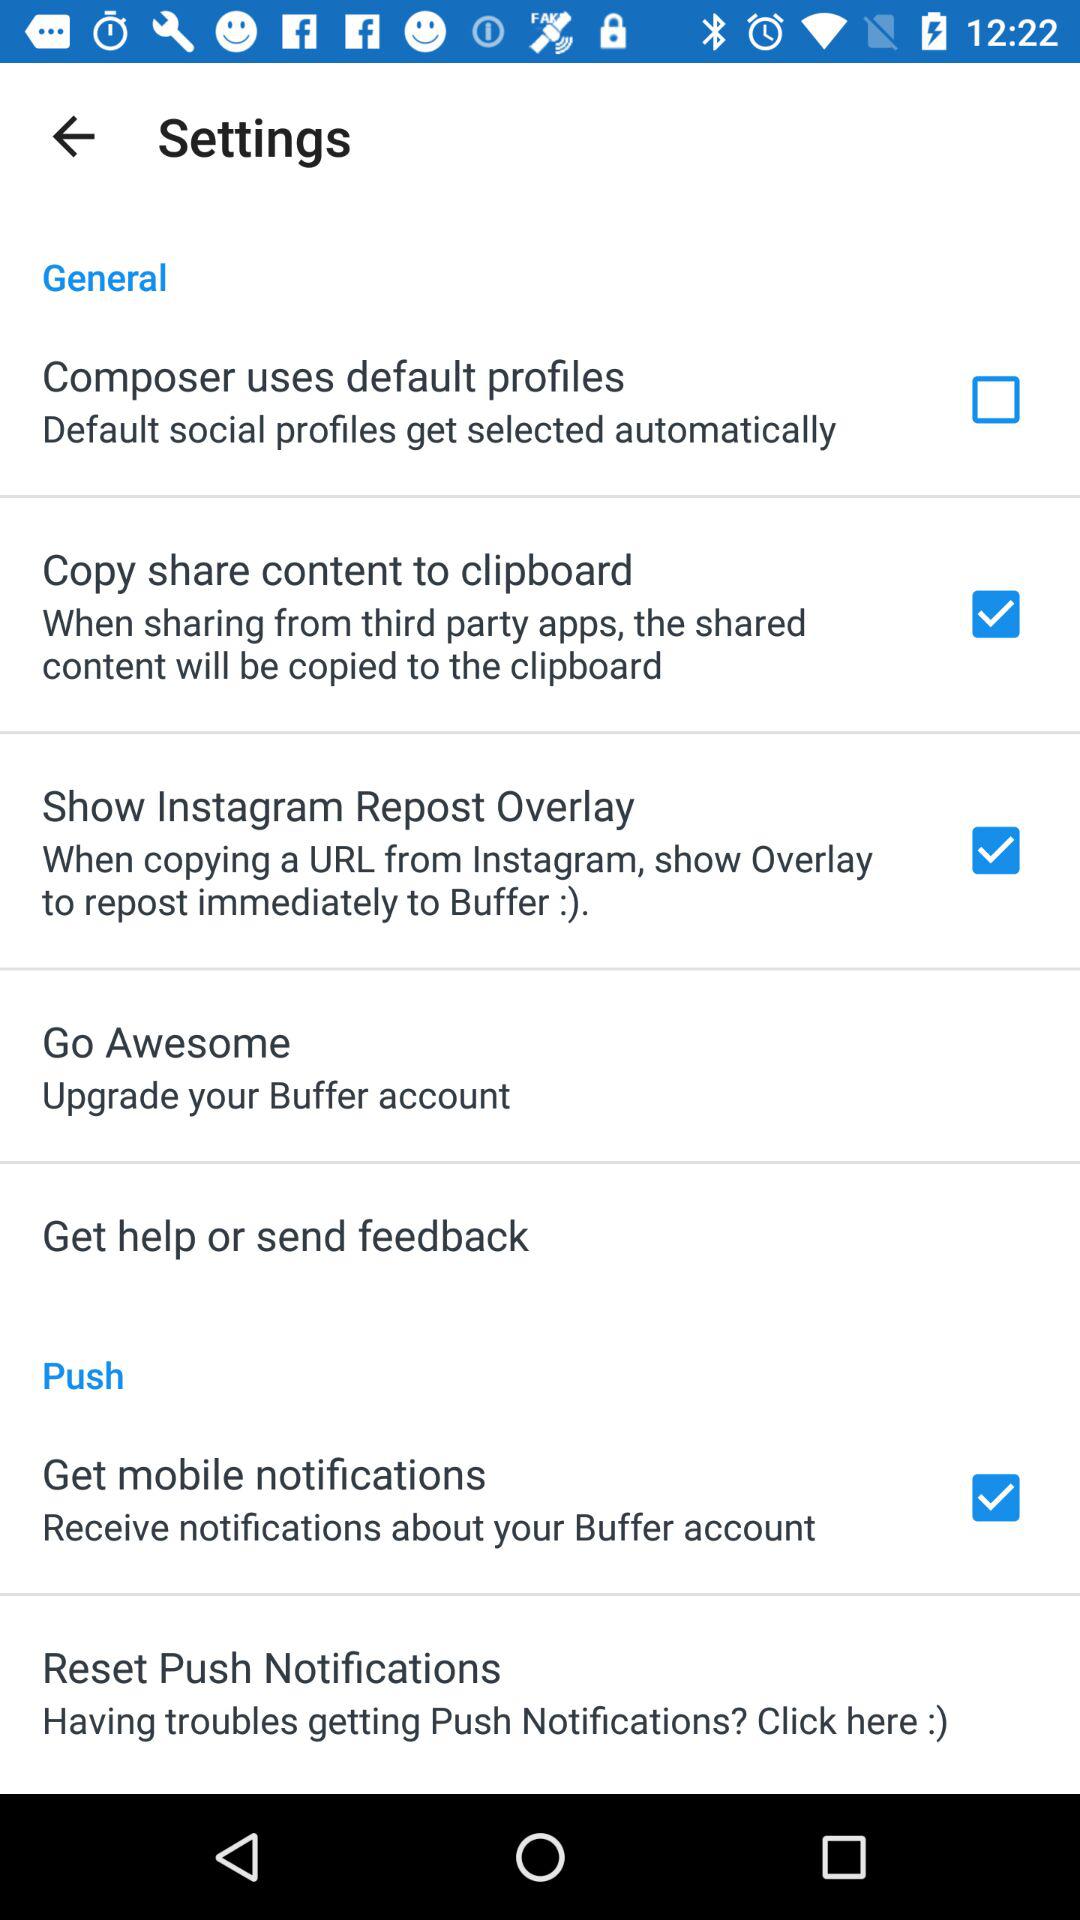 FAKE 12:22
Settings
General
Composer uses default profiles
Default social profiles get selected automatically
Copy share content to clipboard
When sharing from third party apps, the shared
content will be copied to the clipboard
Show Instagram Repost Overlay
When copying a URL from Instagram, show Overlay
to repost immediately to Buffer :).
Go Awesome
Upgrade your Buffer account
Get help or send feedback
Push
Get mobile notifications
Receive notifications about your Buffer account
Reset Push Notifications
Having troubles getting Push Notifications? Click here :)